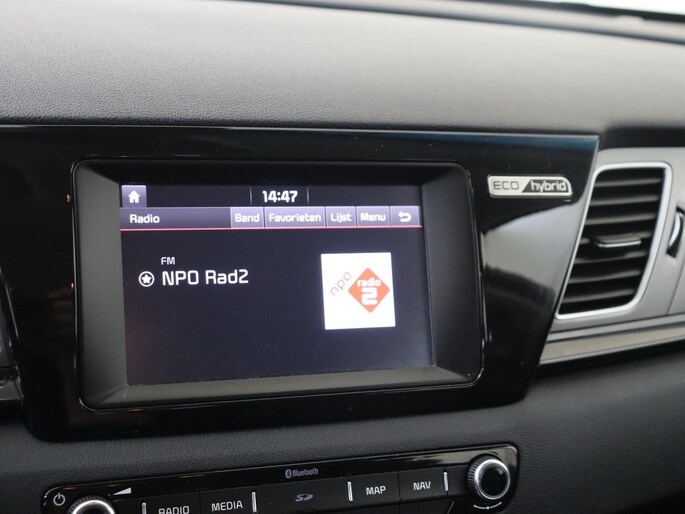 14:47
ECO hybrid
Radio Band Favorieten Lijst Menu
FM
NPO Rad2
npo radio 2
Bluetooth
RADIO MEDIA SD MAP NAV